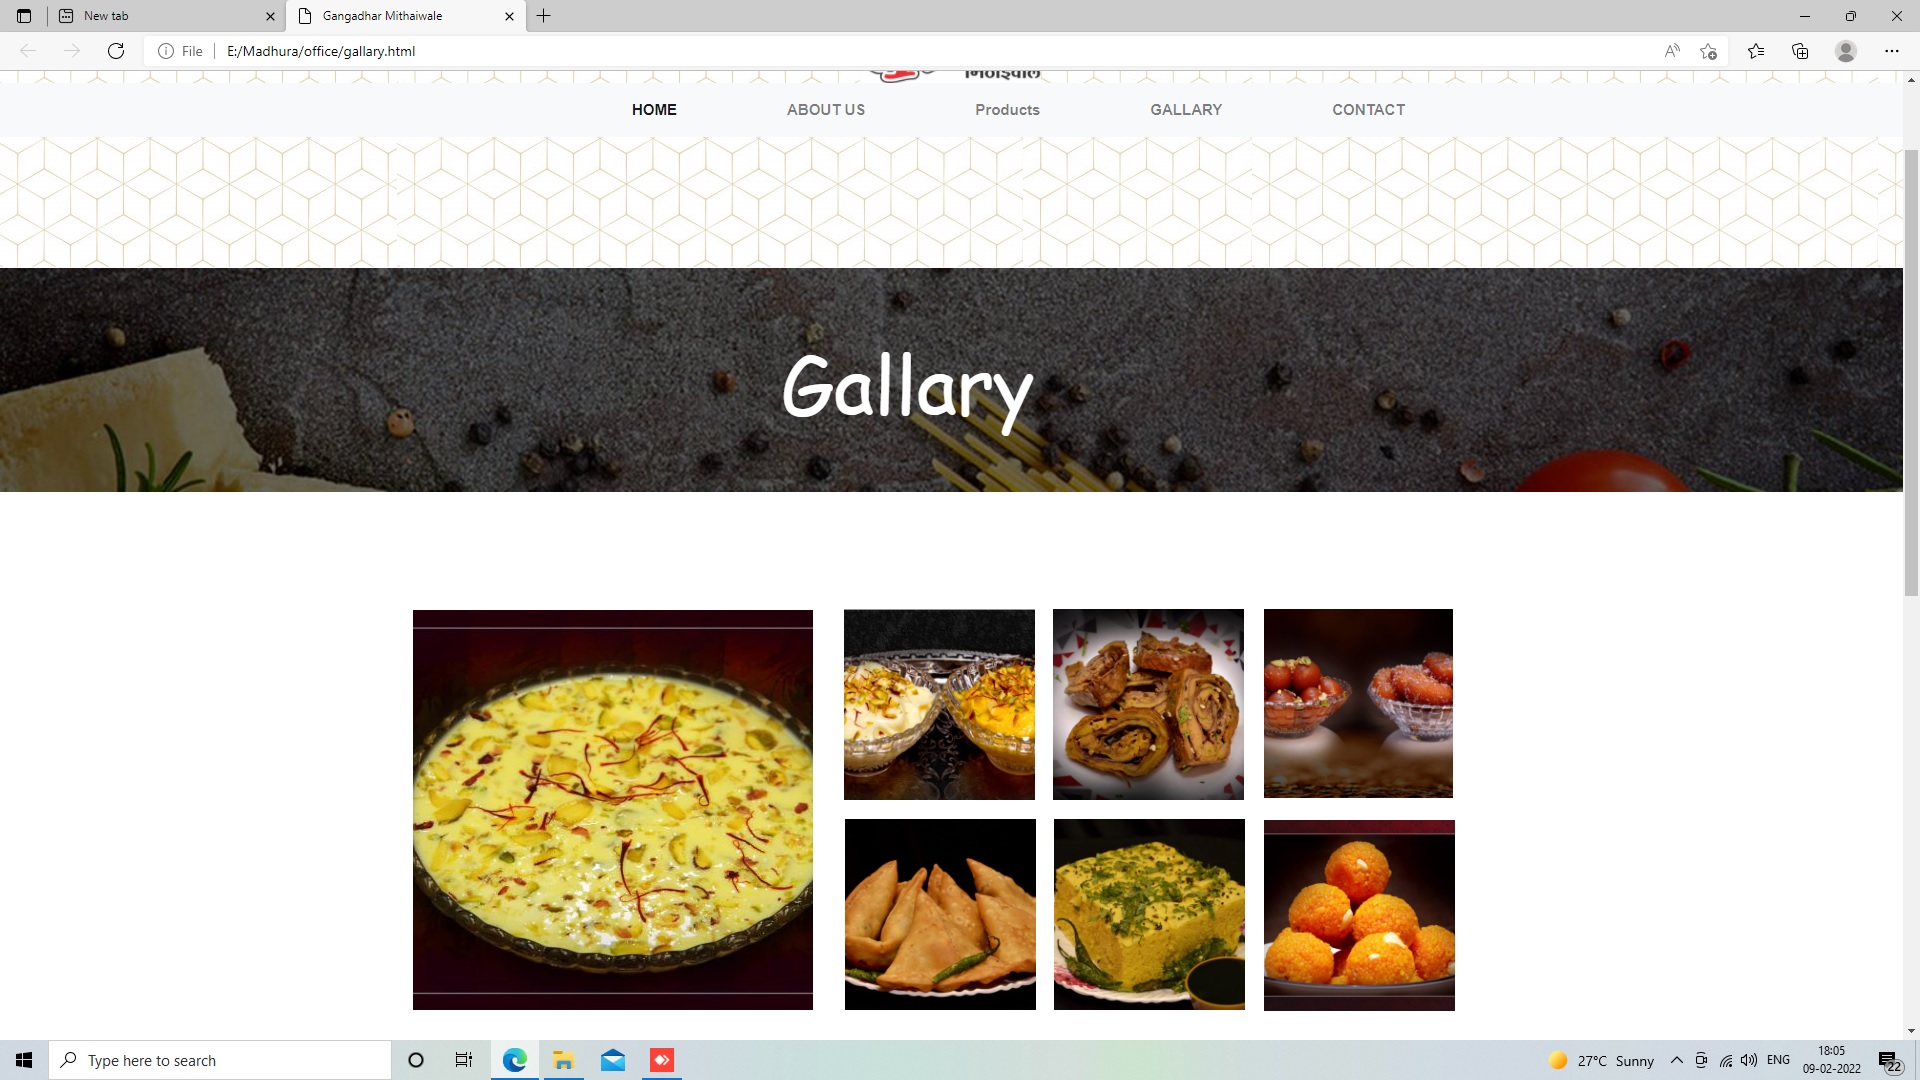 New tab
Gangadhar Mithaiwale
File
E:/Madhura/office/gallary.html
मिठाईवाले
HOME
ABOUT US
Products
GALLARY
CONTACT
Gallary
Type here to search
27°C Sunny
ENG
18:05
09-02-2022
22